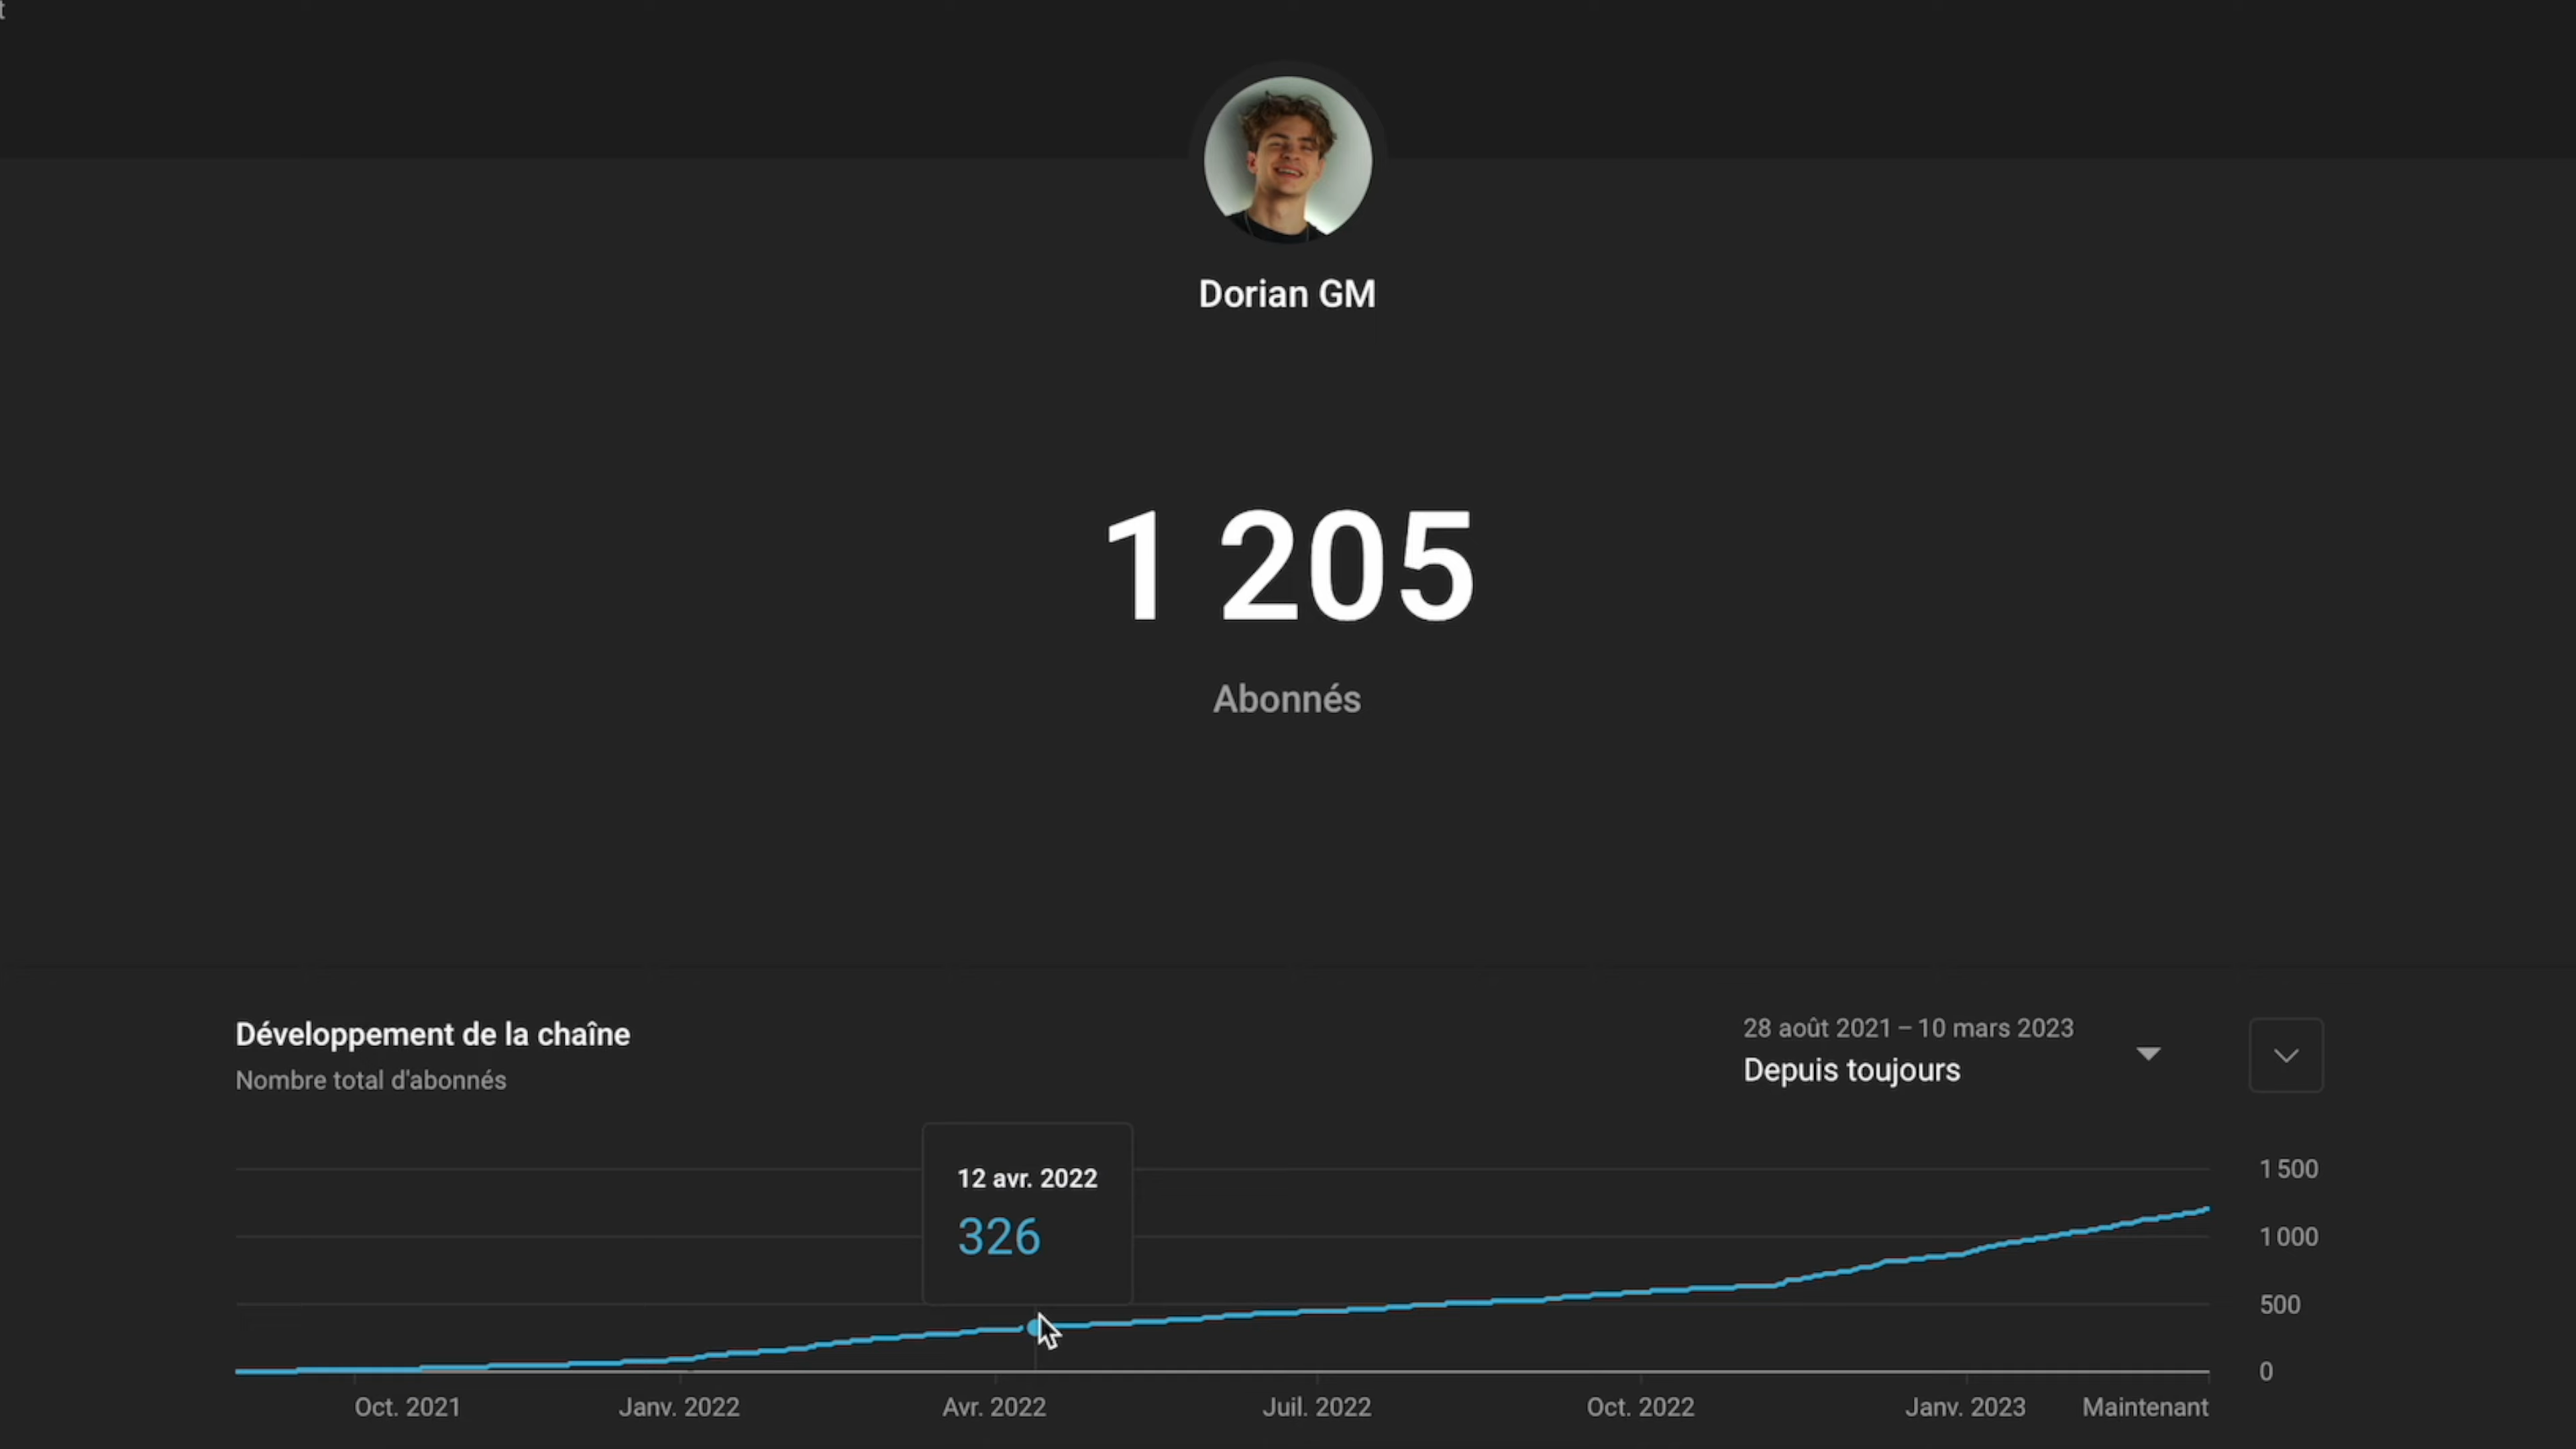 Dorian GM
1 205
Abonnés
Développement de la chaîne
Nombre total d'abonnés
28 août 2021 – 10 mars 2023
Depuis toujours
12 avr. 2022
326
1 500
1 000
500
0
Oct. 2021 Janv. 2022 Avr. 2022 Juil. 2022 Oct. 2022 Janv. 2023 Maintenant